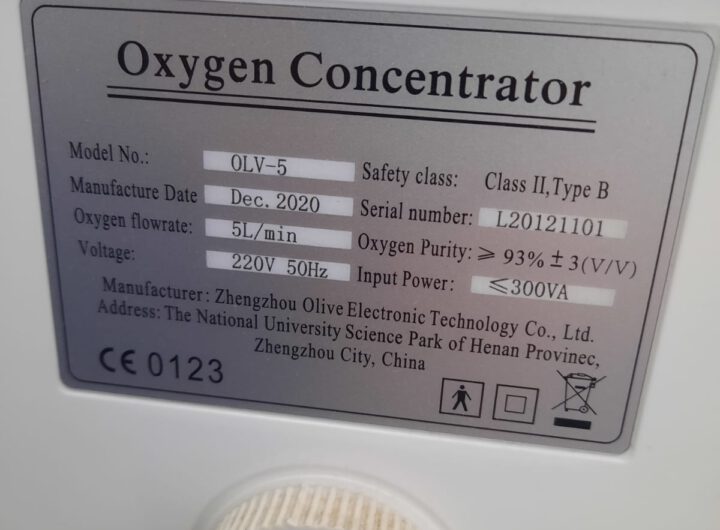 Oxygen Concentrator
Model No.: OLV-5 Safety class: Class II,Type B
Manufacture Date Dec. 2020 Serial number: L20121101
Oxygen flowrate: 5L/min Oxygen Purity: ≥ 93% ± 3(V/V)
Voltage: 220V 50Hz Input Power: ≤300VA
Manufacturer: Zhengzhou Olive Electronic Technology Co., Ltd.
Address: The National University Science Park of Henan Provinec,
Zhengzhou City, China
CE 0123